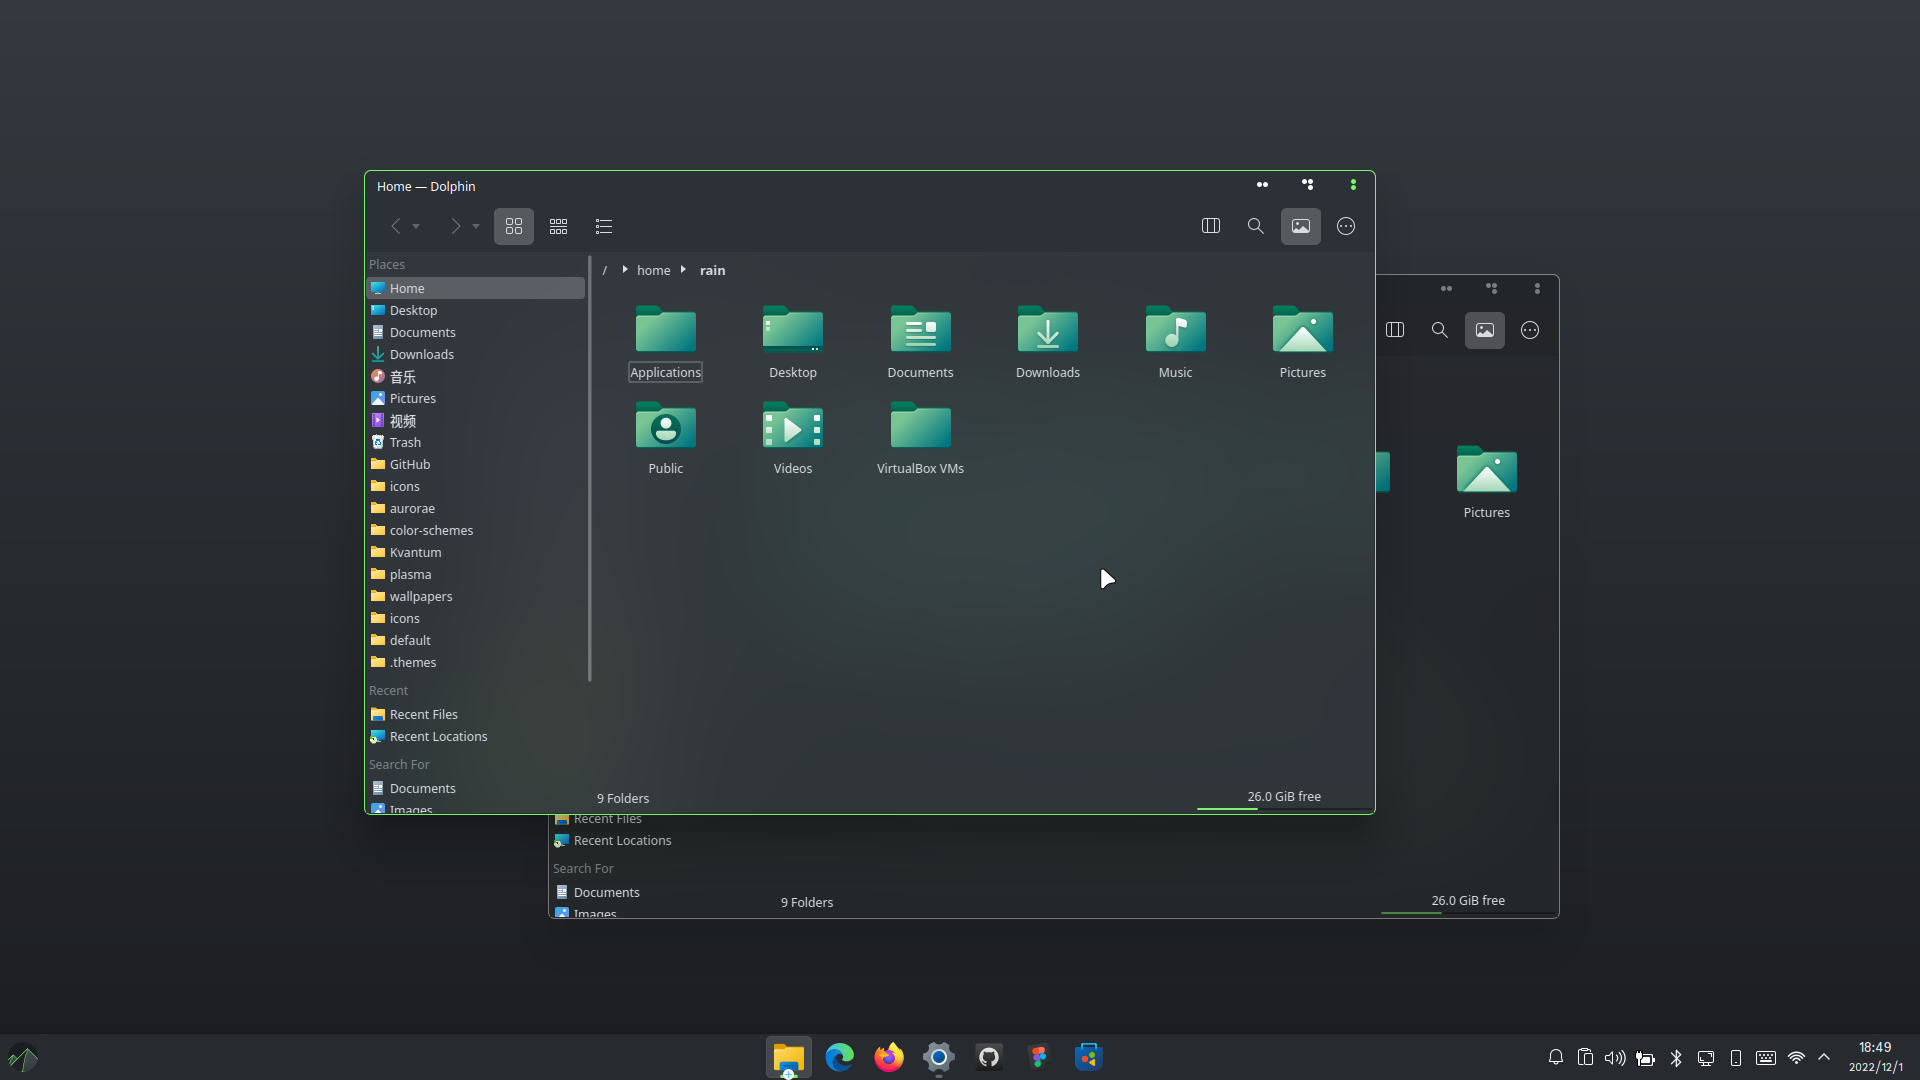 Home — Dolphin
Places
Home
Desktop
Documents
Downloads
音乐
Pictures
视频
Trash
GitHub
icons
aurorae
color-schemes
Kvantum
plasma
wallpapers
icons
default
.themes
Recent
Recent Files
Recent Locations
Search For
Documents
Images
/ home rain
Applications Desktop Documents Downloads Music Pictures
Public Videos VirtualBox VMs
9 Folders 26.0 GiB free
Pictures
Recent Files
Recent Locations
Search For
Documents
Images
9 Folders 26.0 GiB free
18:49
2022/12/1